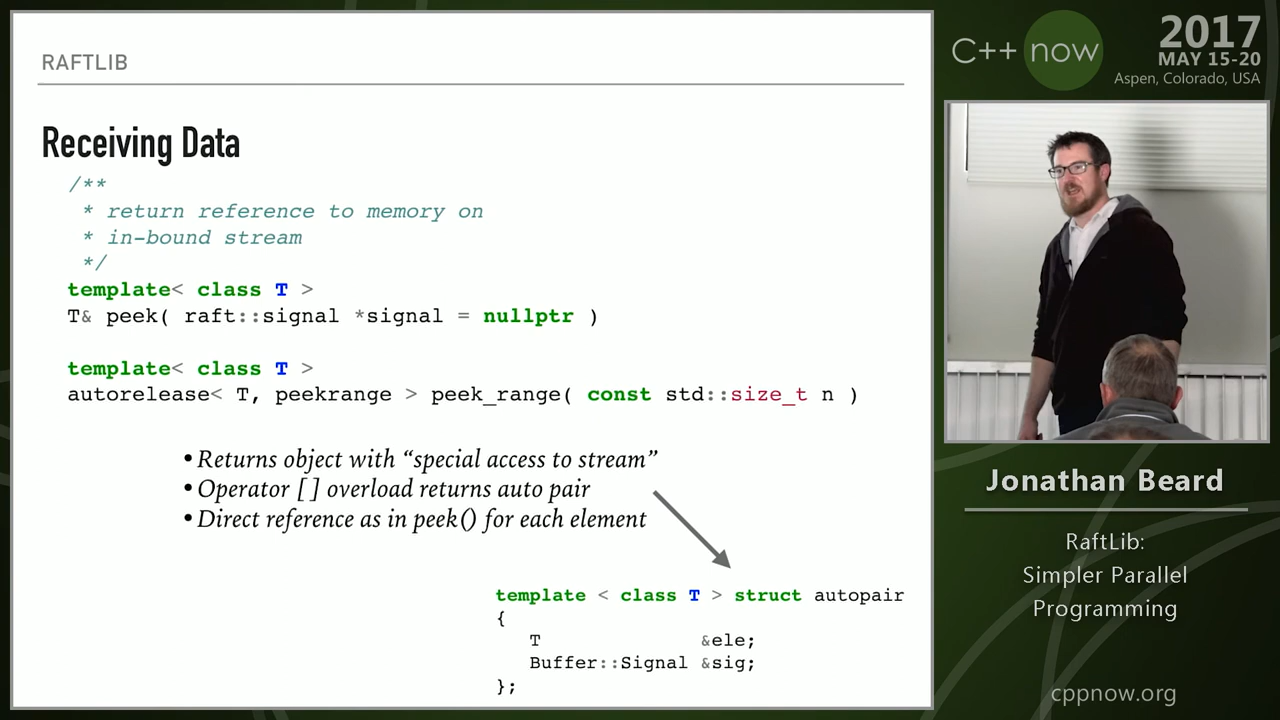 RAFTLIB
Receiving Data
/**
* return reference to memory on
* in-bound stream
*/
template< class T >
T& peek( raft::signal *signal = nullptr )
template< class T >
autorelease< T, peekrange > peek_range( const std::size_t n )
• Returns object with “special access to stream”
• Operator [] overload returns auto pair
• Direct reference as in peek() for each element
template < class T > struct autopair
{
T &ele;
Buffer::Signal &sig;
};
C++ now
2017
MAY 15-20
Aspen, Colorado, USA
Jonathan Beard
RaftLib:
Simpler Parallel
Programming
cppnow.org